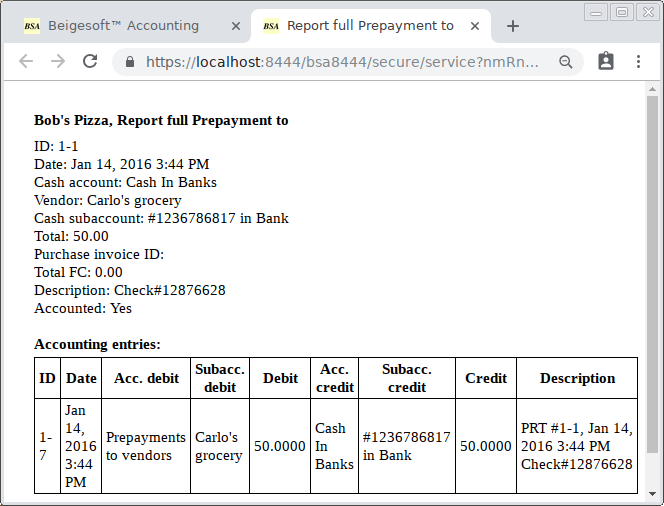 BSA Beigesoft™ Accounting
BSA Report full Prepayment to
https://localhost:8444/bsa8444/secure/service?nmRn...
Bob's Pizza, Report full Prepayment to
ID: 1-1
Date: Jan 14, 2016 3:44 PM
Cash account: Cash In Banks
Vendor: Carlo's grocery
Cash subaccount: #1236786817 in Bank
Total: 50.00
Purchase invoice ID:
Total FC: 0.00
Description: Check#12876628
Accounted: Yes
Accounting entries:
ID Date Acc. debit Subacc. debit Debit Acc. credit Subacc. credit Credit Description
1-7 Jan 14, 2016 3:44 PM Prepayments to vendors Carlo's grocery 50.0000 Cash In Banks #1236786817 in Bank 50.0000 PRT #1-1, Jan 14, 2016 3:44 PM Check#12876628